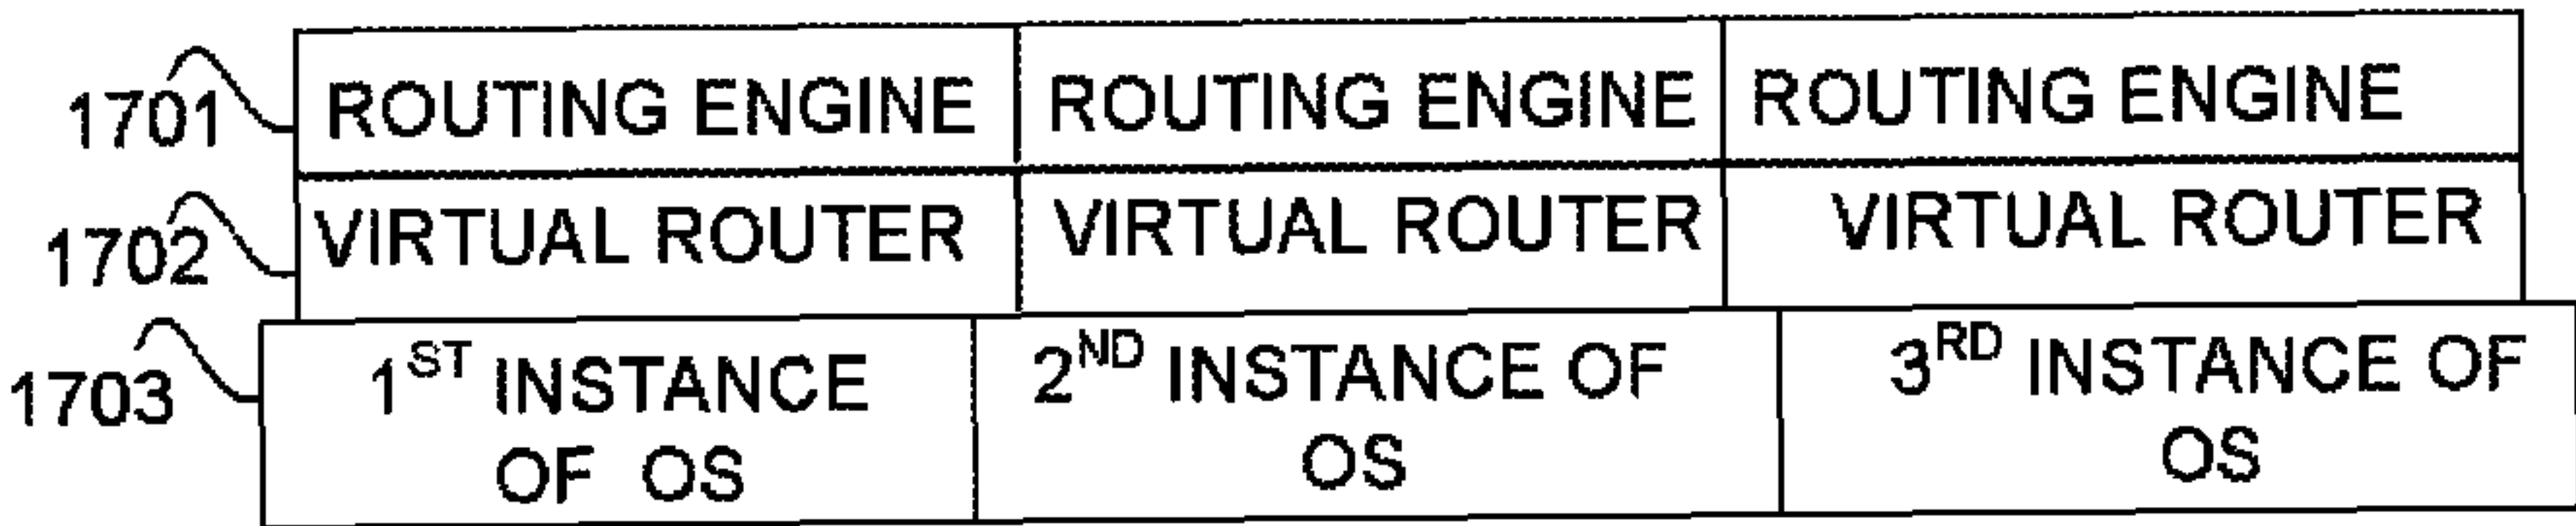 1701 ROUTING ENGINE ROUTING ENGINE ROUTING ENGINE
1702 VIRTUAL ROUTER VIRTUAL ROUTER VIRTUAL ROUTER
1703 1ST INSTANCE 2ND INSTANCE OF 3RD INSTANCE OF
OF OS OS OS